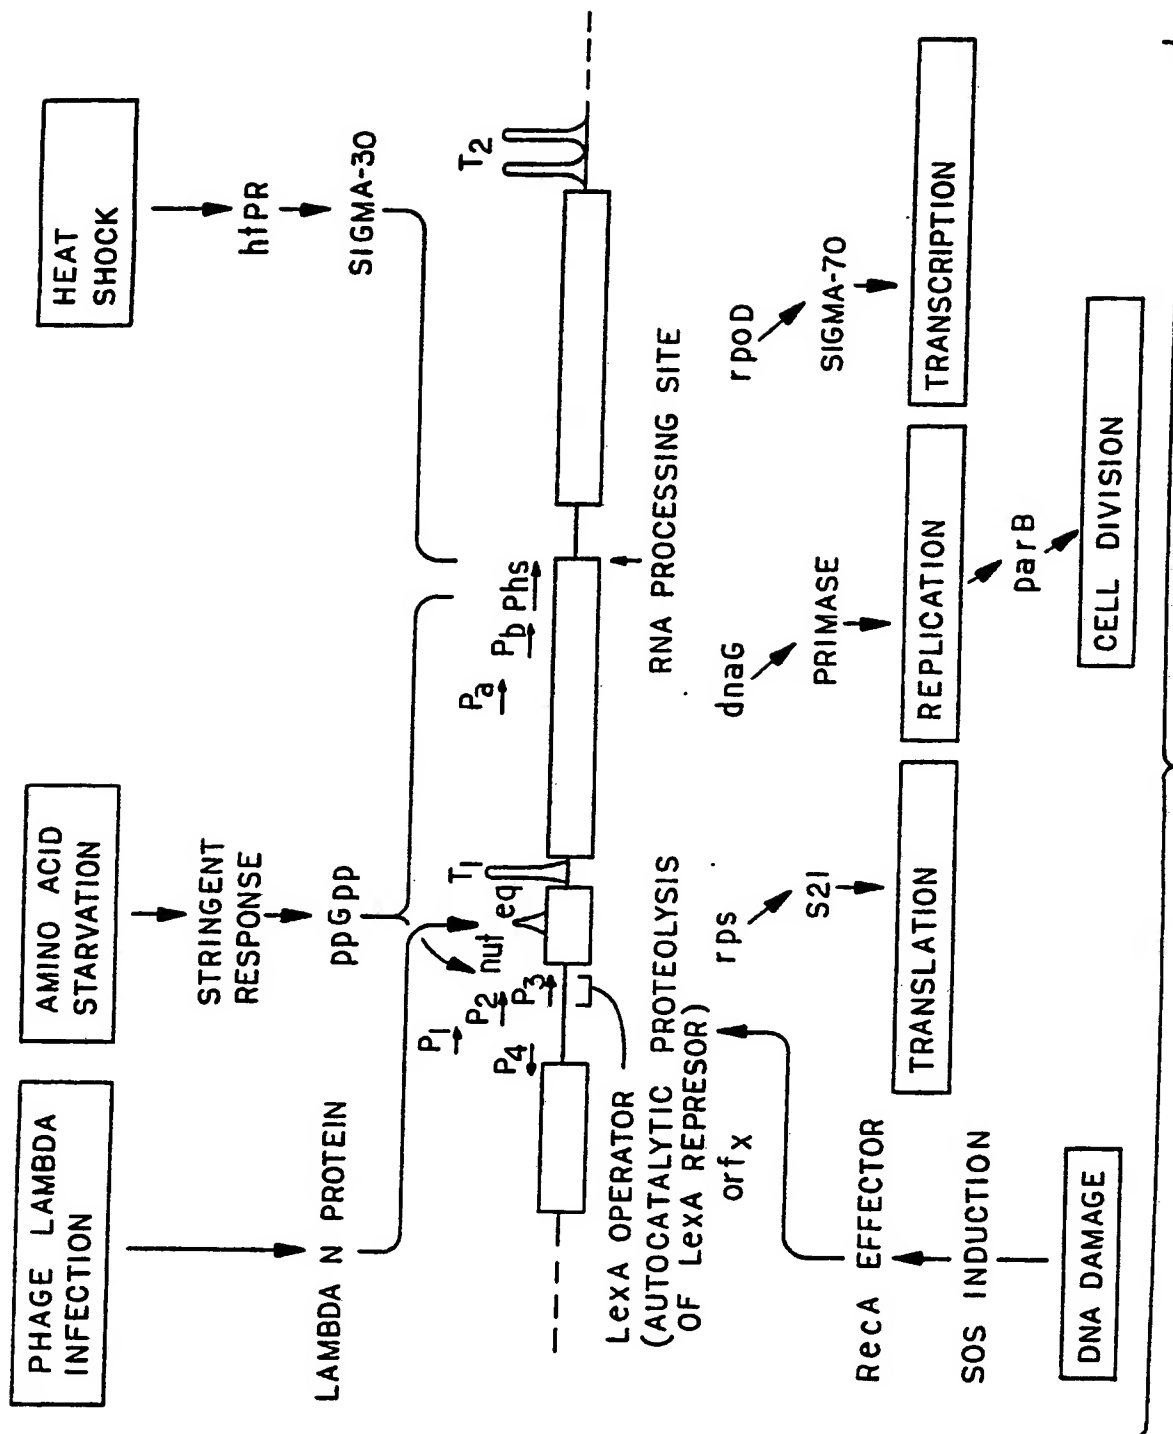 PHAGE LAMBDA
INFECTION
AMINO ACID
STARVATION
HEAT
SHOCK
STRINGENT
RESPONSE
htPR
LAMBDA N PROTEIN
ppGpp
SIGMA-30
P1
P2
P3
P4
nut
eq
T1
Pa
Pb
Phs
T2
LexA OPERATOR
(AUTOCATALYTIC PROTEOLYSIS
OF LexA REPRESOR)
RNA PROCESSING SITE
orfx
rps
dnaG
rpoD
S21
PRIMASE
SIGMA-70
RecA EFFECTOR
TRANSLATION
REPLICATION
TRANSCRIPTION
SOS INDUCTION
parB
DNA DAMAGE
CELL DIVISION